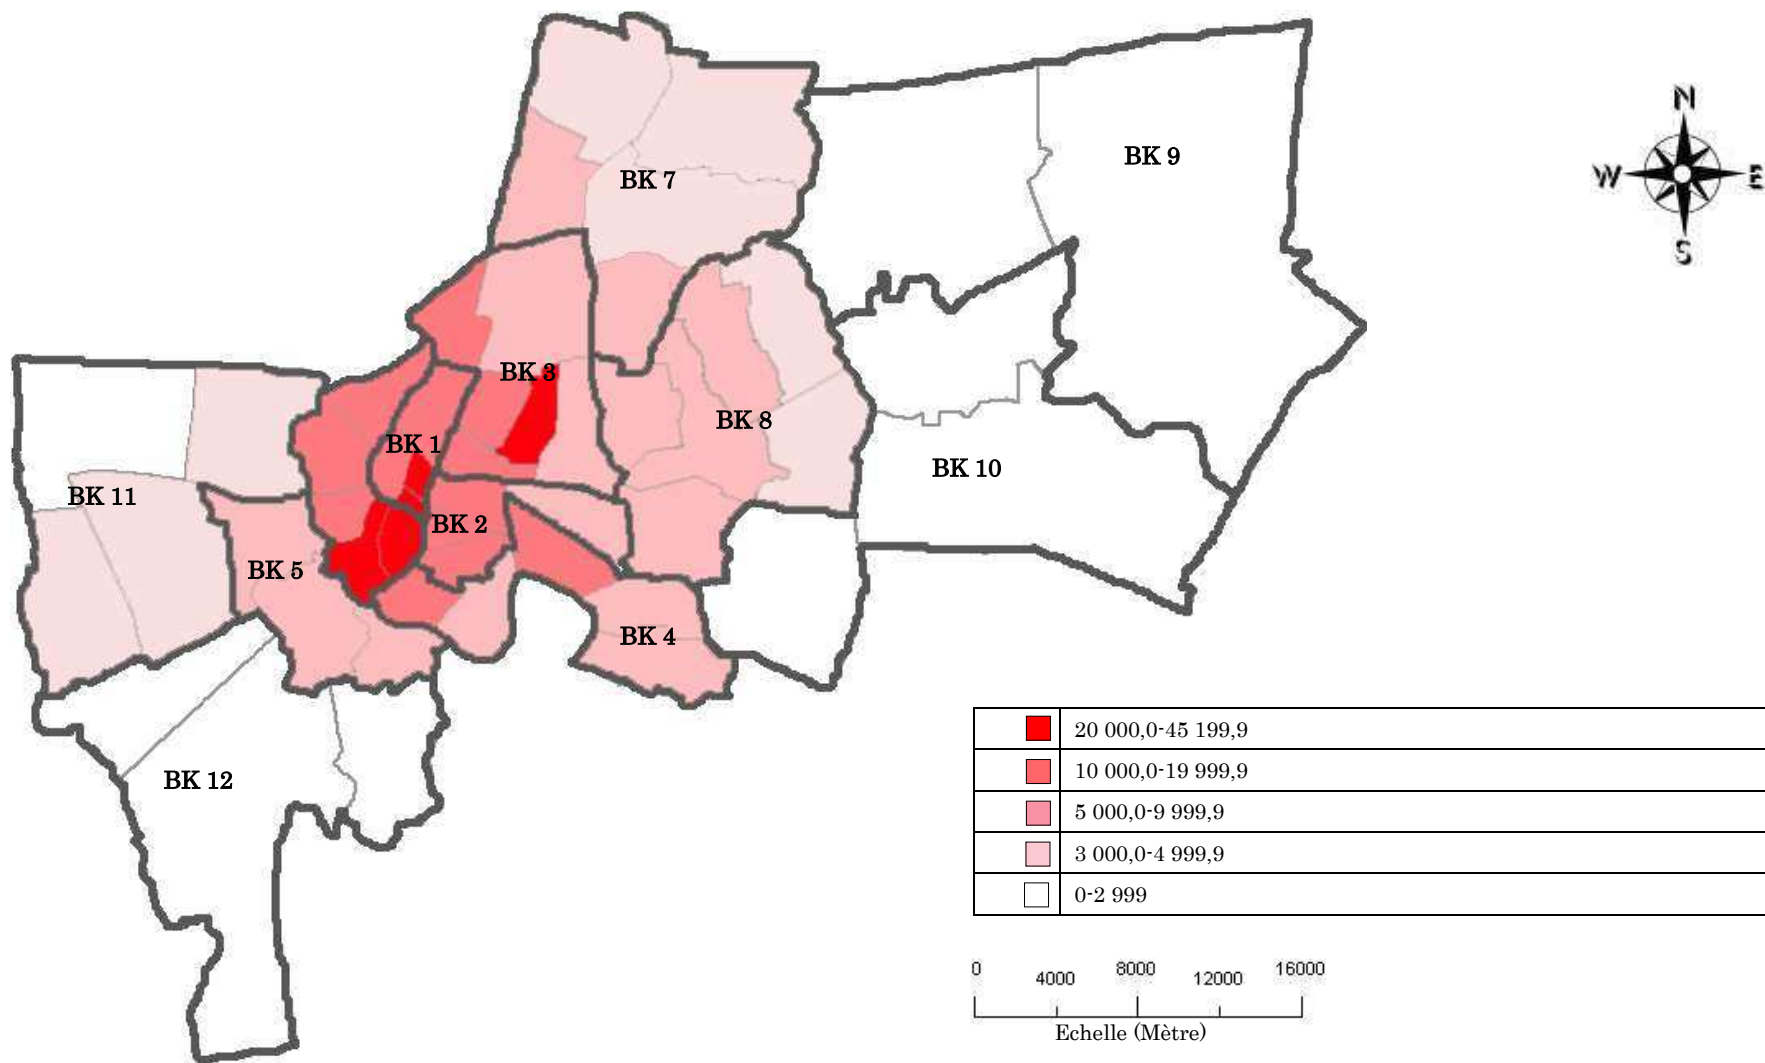 N
W E
S
BK 9
BK 7
BK 3
BK 8
BK 1
BK 10
BK 11
BK 2
BK 5
BK 4
BK 12
20 000,0-45 199,9
10 000,0-19 999,9
5 000,0-9 999,9
3 000,0-4 999,9
0-2 999
0 4000 8000 12000 16000
Echelle (Mètre)